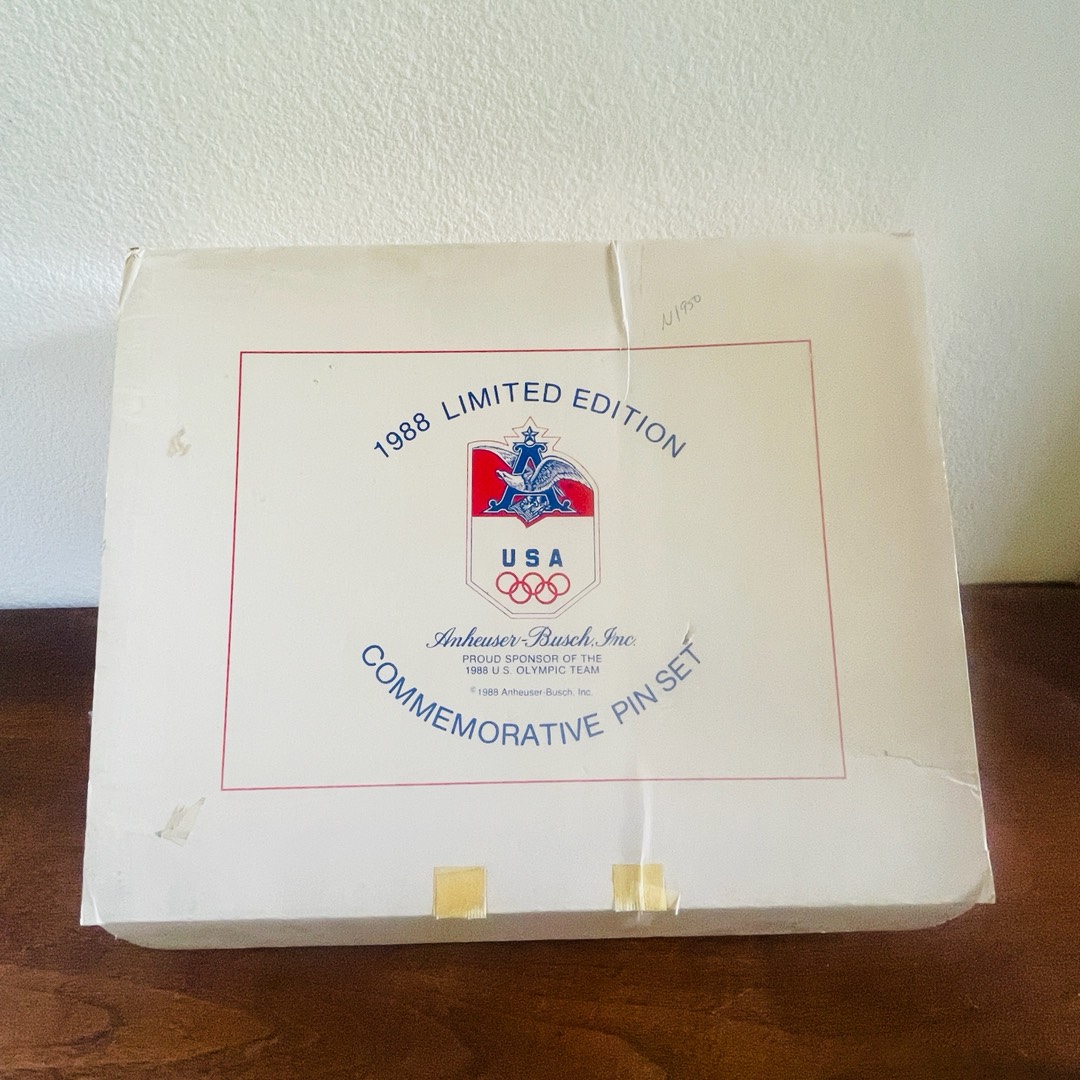 N1950
1988 LIMITED EDITION
A
USA
Anheuser-Busch, Inc.
PROUD SPONSOR OF THE
1988 U.S. OLYMPIC TEAM
© 1988 Anheuser-Busch, Inc.
COMMEMORATIVE PIN SET